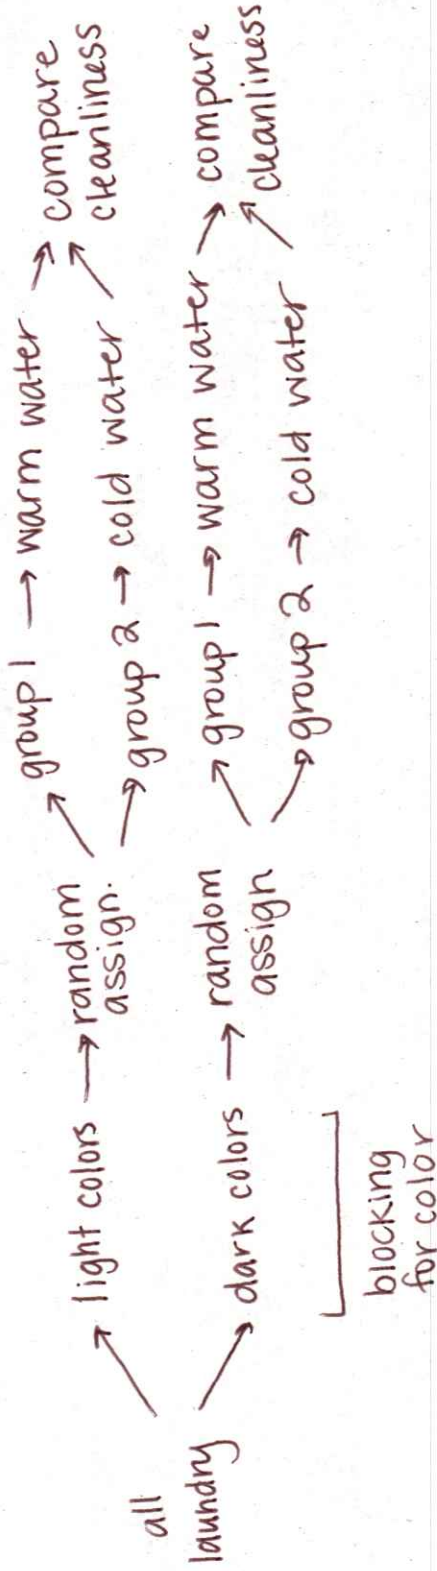 all
laundry
light colors → random
assign.
group 1 → warm water
group 2 → cold water
compare
cleanliness
dark colors → random
assign
group 1 → warm water
group 2 → cold water
compare
cleanliness
blocking
for color